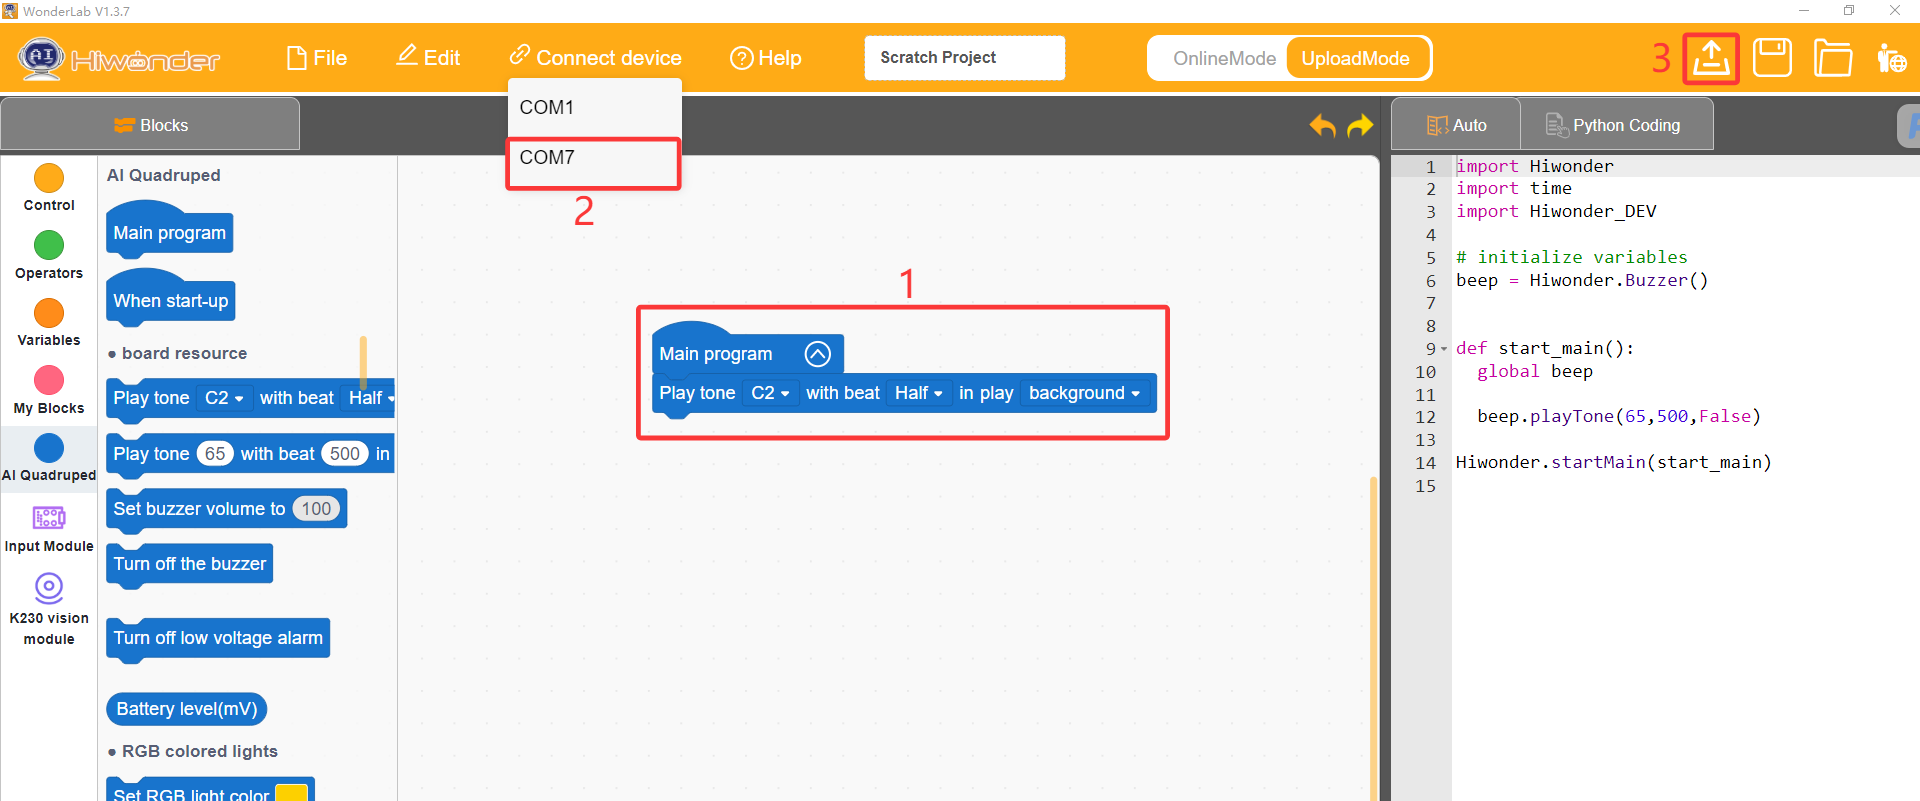 WonderLab V1.3.7
AI Hiwonder
File
Edit
Connect device
Help
Scratch Project
OnlineMode
UploadMode
3
COM1
COM7
2
Blocks
Auto
Python Coding
Control
Operators
Variables
My Blocks
AI Quadruped
Input Module
K230 vision
module
AI Quadruped
Main program
When start-up
● board resource
Play tone C2 with beat Half
Play tone 65 with beat 500 in
Set buzzer volume to 100
Turn off the buzzer
Turn off low voltage alarm
Battery level(mV)
● RGB colored lights
Set RGB light color
1
Main program
Play tone C2 with beat Half in play background
1 import Hiwonder
2 import time
3 import Hiwonder_DEV
4
5 # initialize variables
6 beep = Hiwonder.Buzzer()
7
8
9 def start_main():
10 global beep
11
12 beep.playTone(65,500,False)
13
14 Hiwonder.startMain(start_main)
15